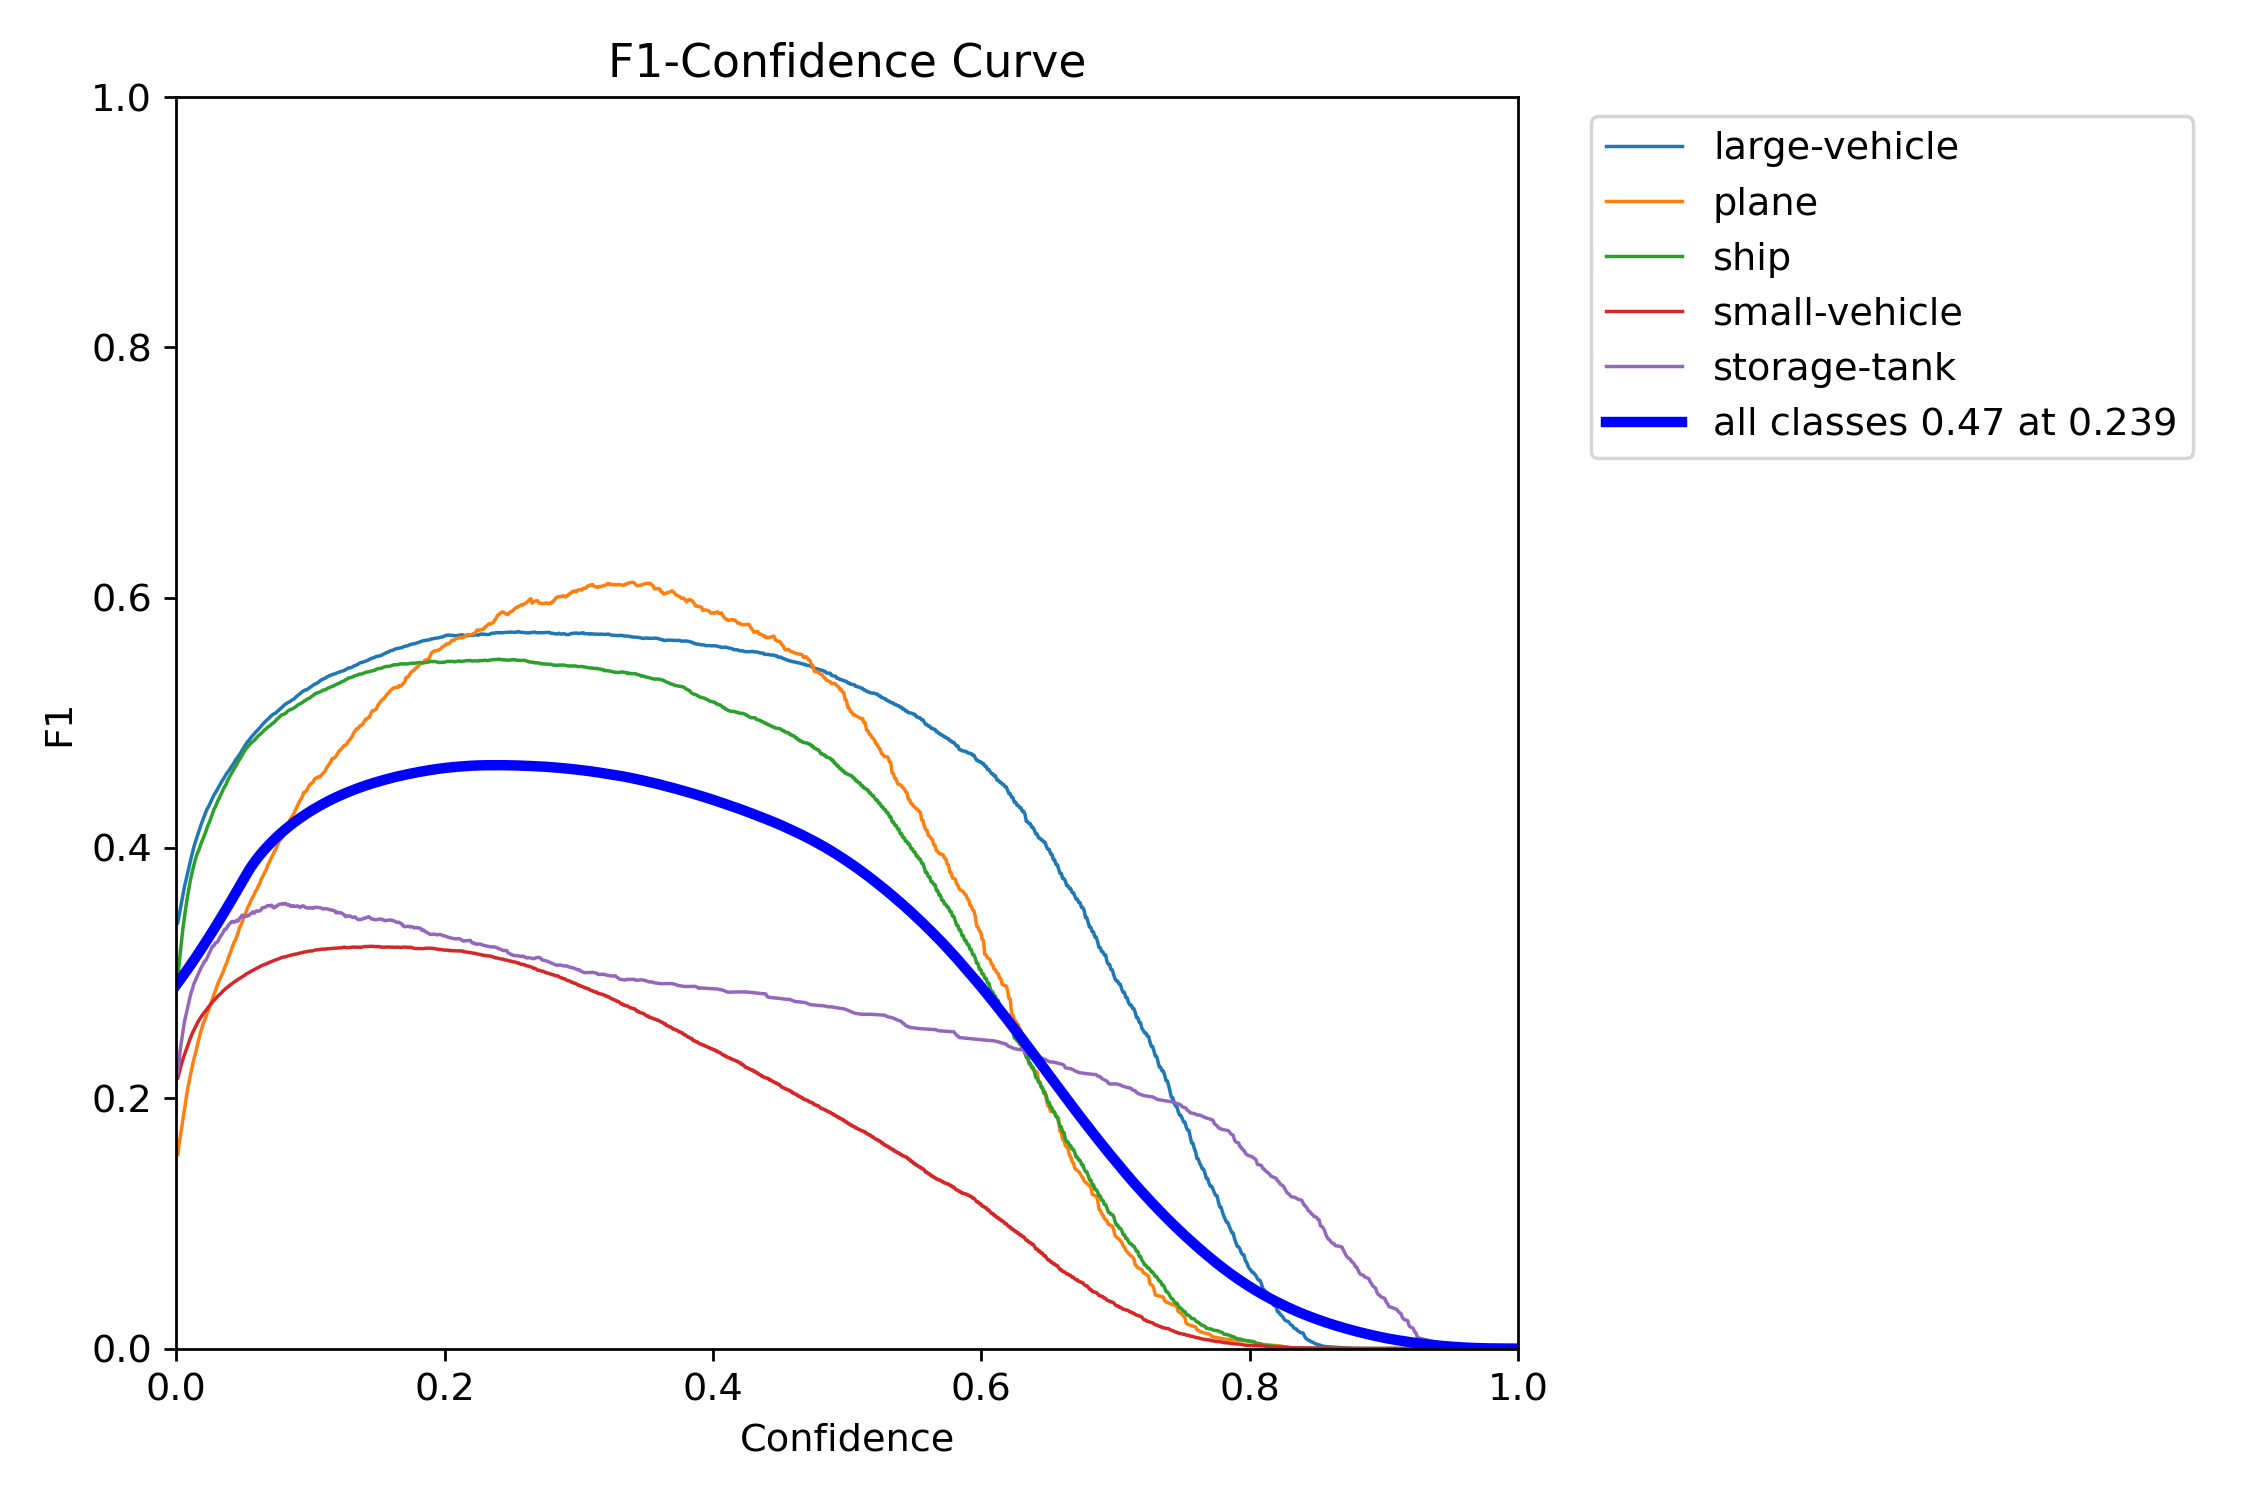 F1-Confidence Curve
1.0
0.8
0.6
0.4
0.2
0.0
F1
0.0 0.2 0.4 0.6 0.8 1.0
Confidence
large-vehicle
plane
ship
small-vehicle
storage-tank
all classes 0.47 at 0.239